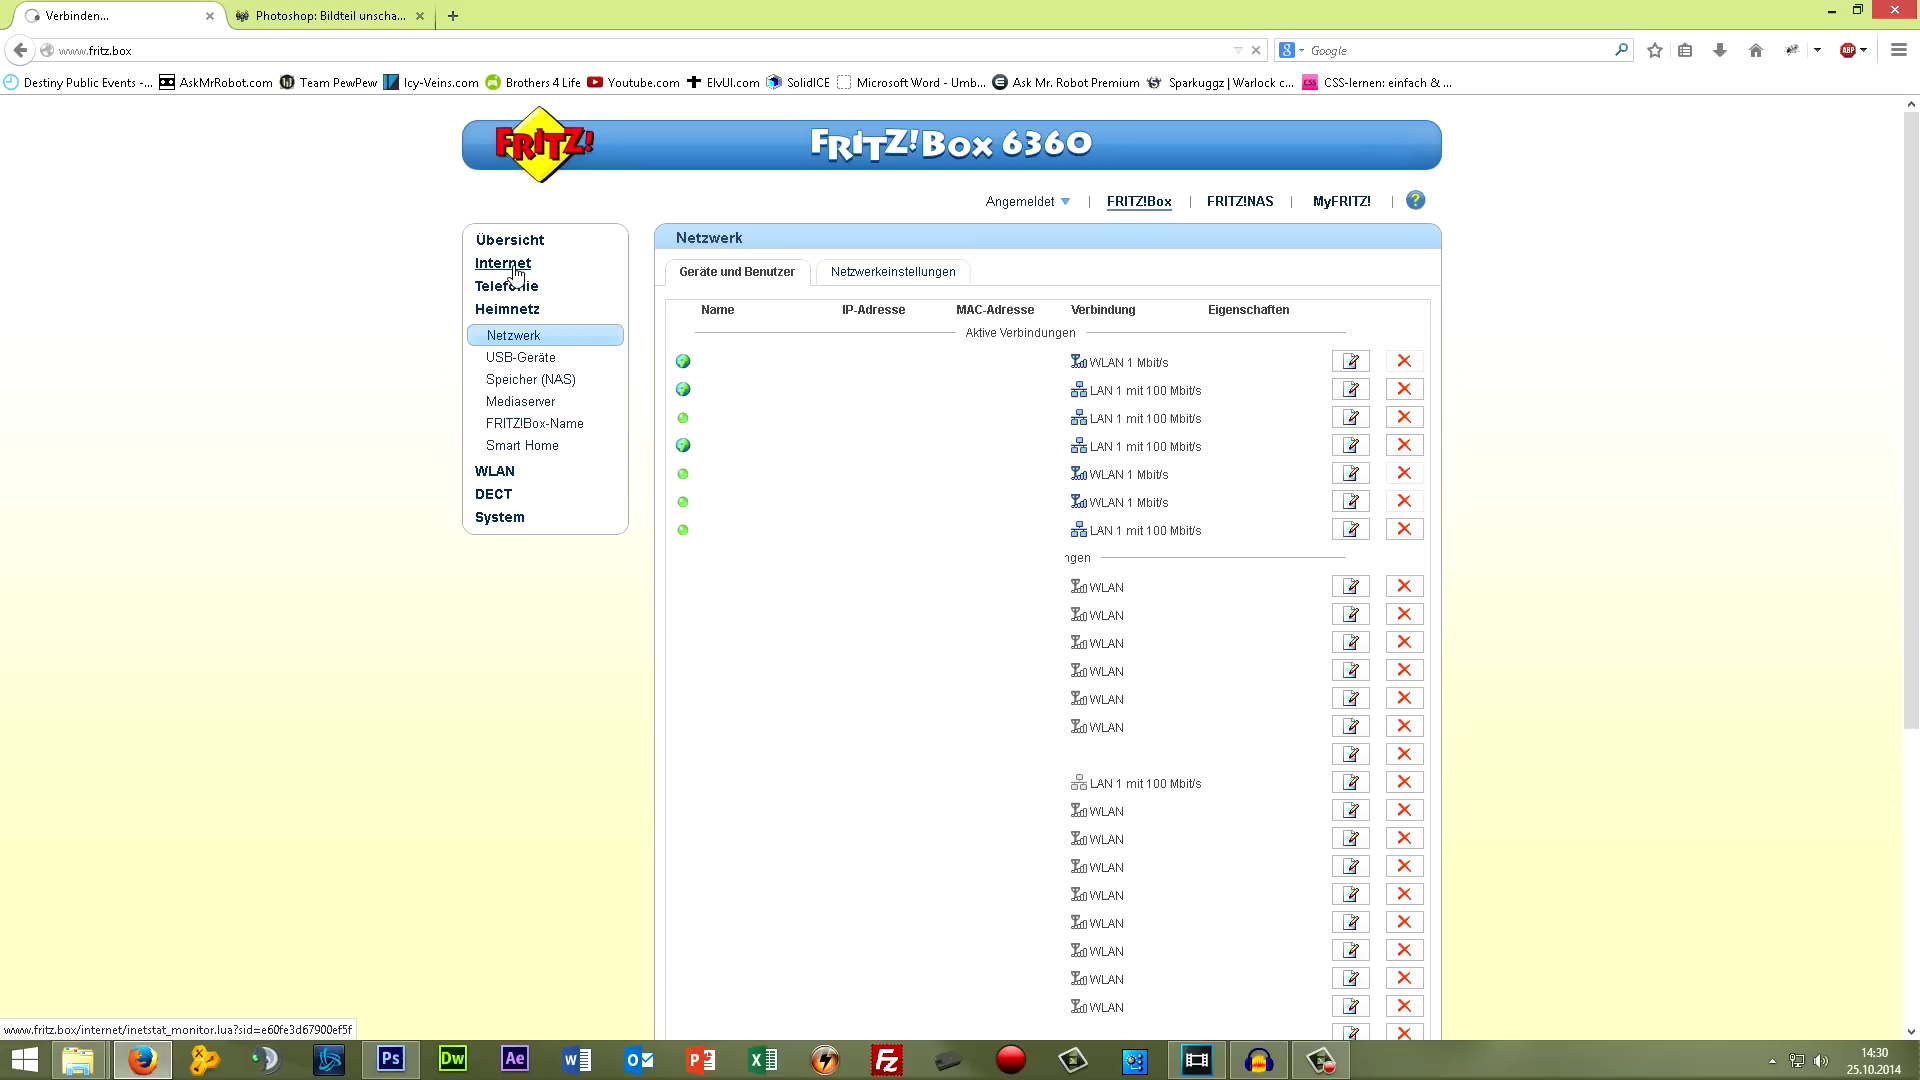 Verbinden...
Photoshop: Bildteil unscha...
www.fritz.box
Google
Destiny Public Events -...
AskMrRobot.com
Team PewPew
Icy-Veins.com
Brothers 4 Life
Youtube.com
ElvUI.com
SolidICE
Microsoft Word - Umb...
Ask Mr. Robot Premium
Sparkuggz | Warlock c...
CSS-lernen: einfach & ...
FRITZ!
FRITZ!Box 6360
Angemeldet | FRITZ!Box | FRITZ!NAS | MyFRITZ! | ?
Übersicht
Internet
Telefonie
Heimnetz
Netzwerk
USB-Geräte
Speicher (NAS)
Mediaserver
FRITZ!Box-Name
Smart Home
WLAN
DECT
System
Netzwerk
Geräte und Benutzer
Netzwerkeinstellungen
Name IP-Adresse MAC-Adresse Verbindung Eigenschaften
Aktive Verbindungen
WLAN 1 Mbit/s
LAN 1 mit 100 Mbit/s
LAN 1 mit 100 Mbit/s
LAN 1 mit 100 Mbit/s
WLAN 1 Mbit/s
WLAN 1 Mbit/s
LAN 1 mit 100 Mbit/s
ngen
WLAN
WLAN
WLAN
WLAN
WLAN
WLAN
LAN 1 mit 100 Mbit/s
WLAN
WLAN
WLAN
WLAN
WLAN
WLAN
WLAN
WLAN
www.fritz.box/internet/inetstat_monitor.lua?sid=e60fe3d67900ef5f
14:30
25.10.2014